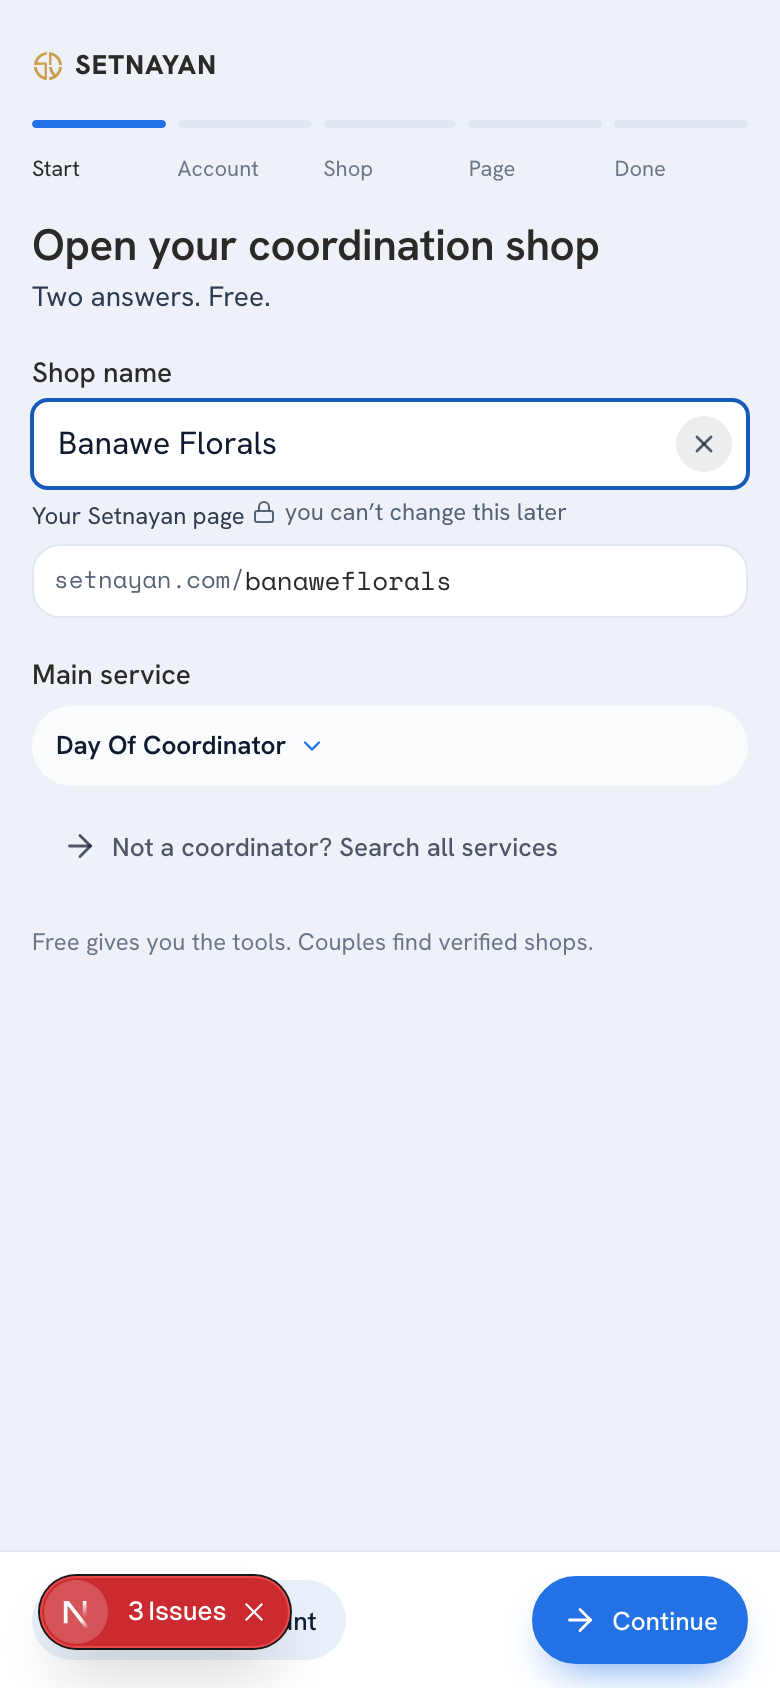 SETNAYAN
Start Account Shop Page Done
Open your coordination shop
Two answers. Free.
Shop name
Banawe Florals
Your Setnayan page you can’t change this later
setnayan.com/banaweflorals
Main service
Day Of Coordinator
Not a coordinator? Search all services
Free gives you the tools. Couples find verified shops.
N 3 Issues Continue